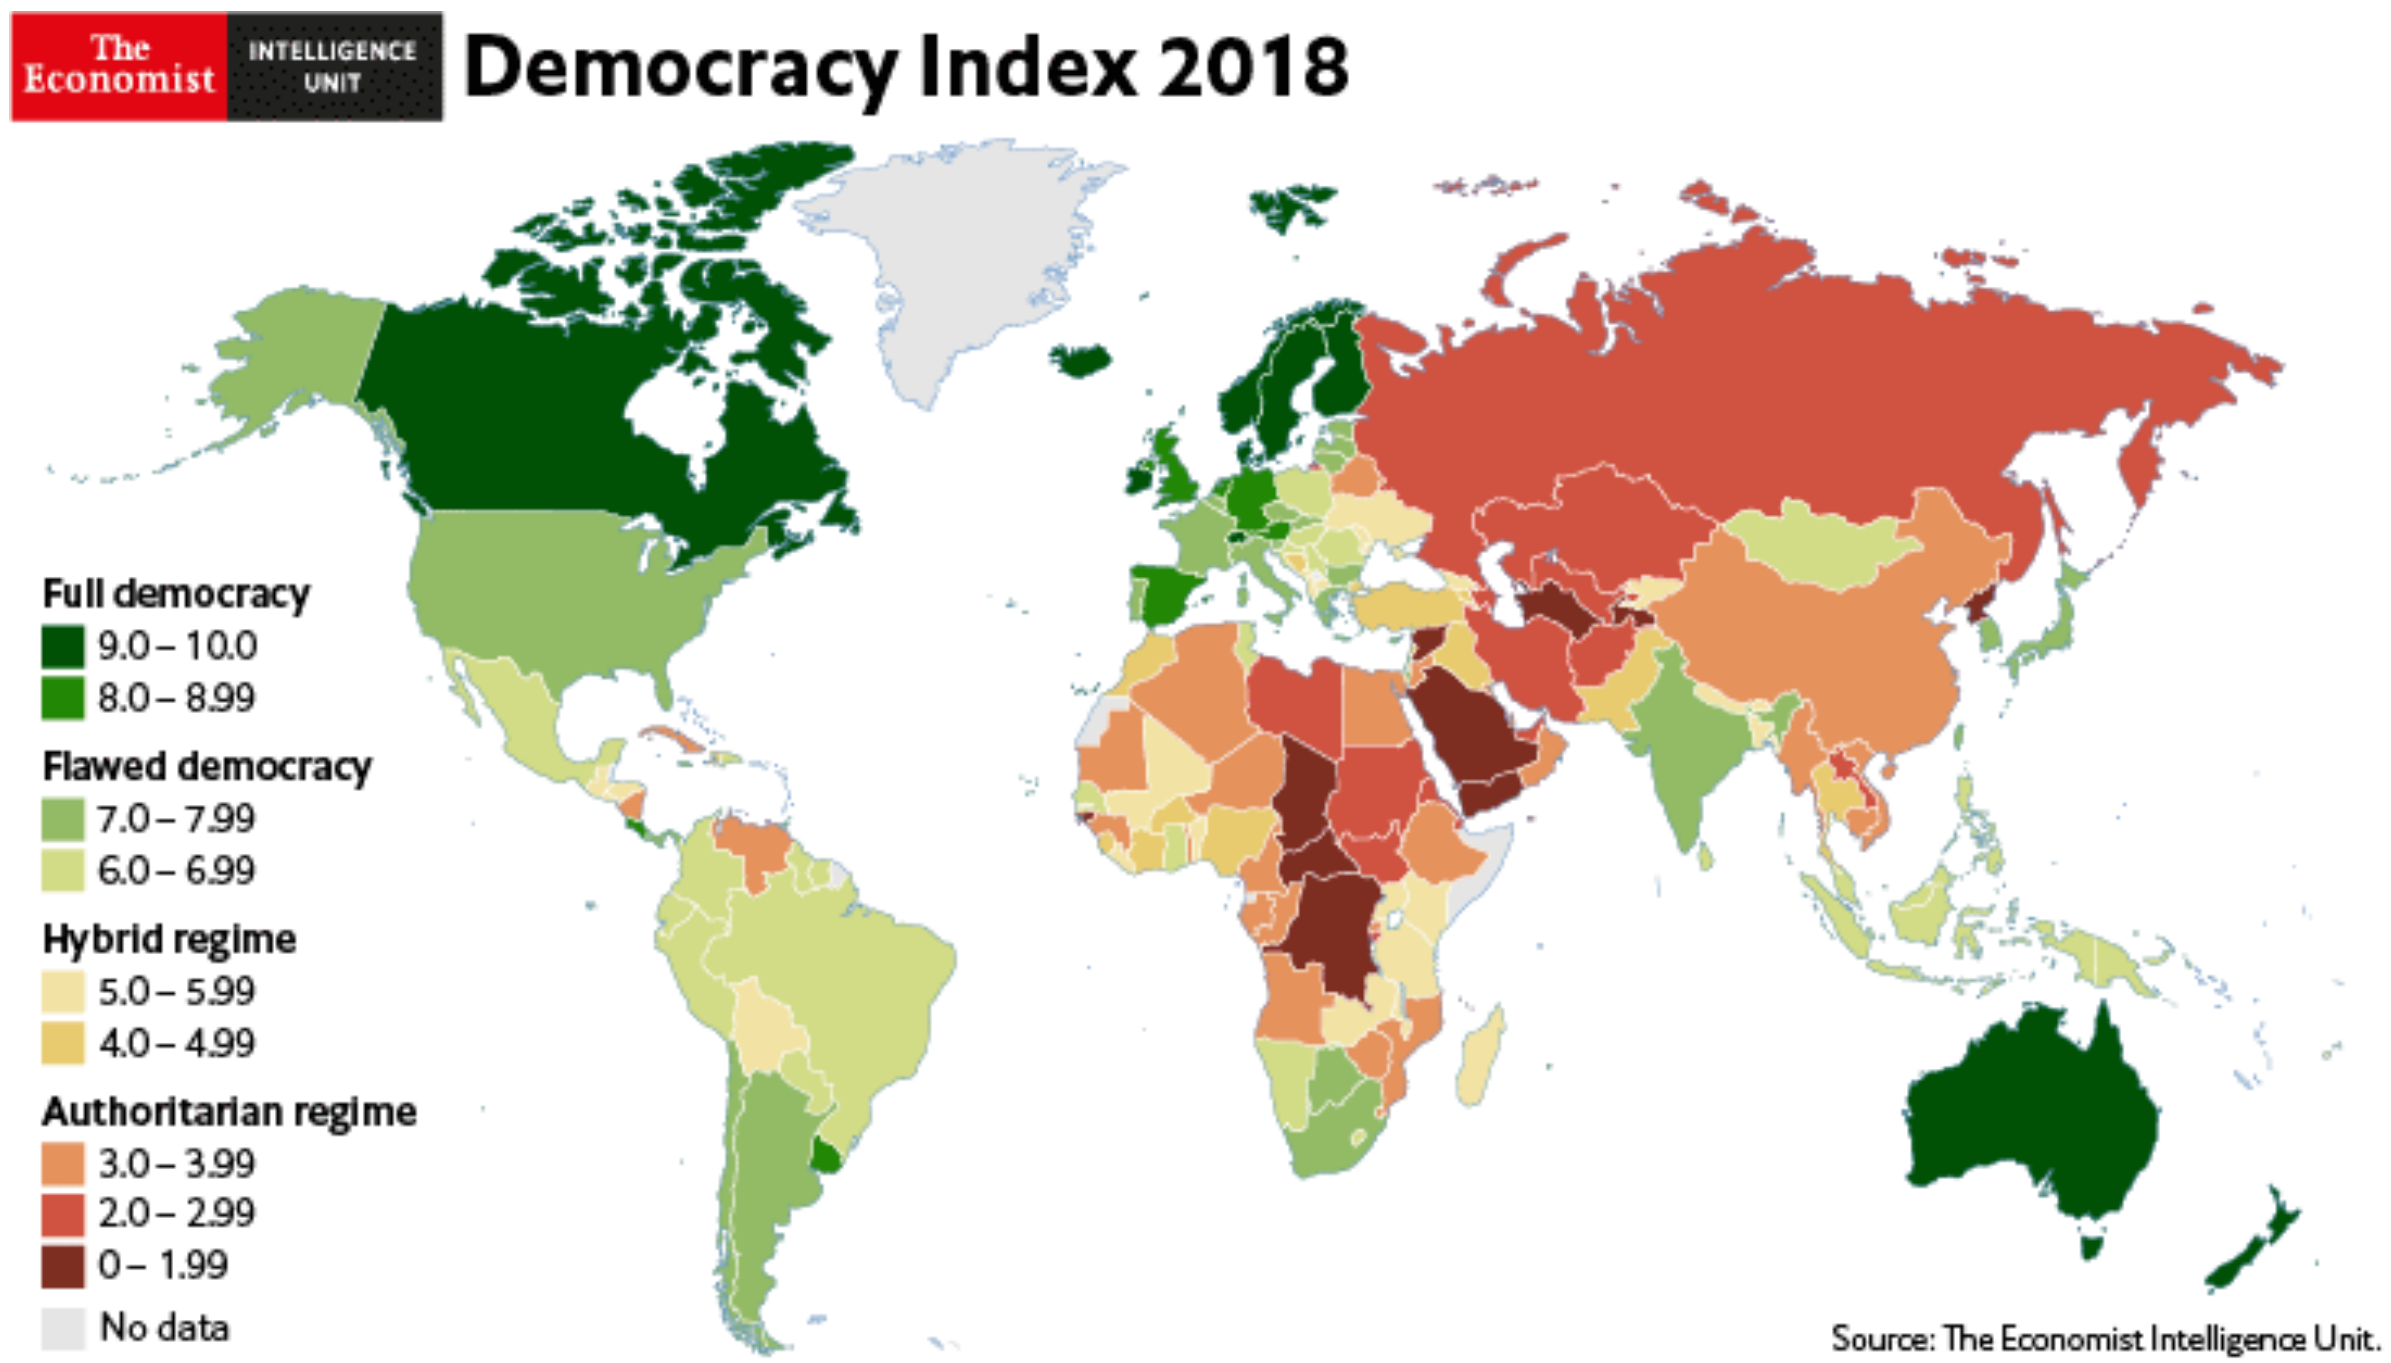 The
Economist
INTELLIGENCE
UNIT
Democracy Index 2018
Full democracy
9.0 – 10.0
8.0 – 8.99
Flawed democracy
7.0 – 7.99
6.0 – 6.99
Hybrid regime
5.0 – 5.99
4.0 – 4.99
Authoritarian regime
3.0 – 3.99
2.0 – 2.99
0 – 1.99
No data
Source: The Economist Intelligence Unit.